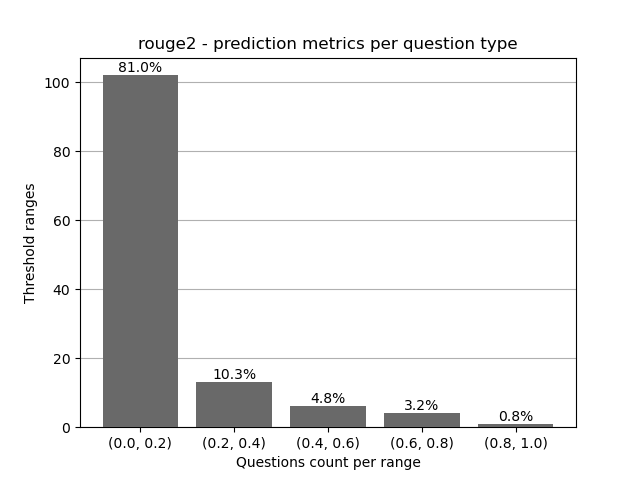 rouge2 - prediction metrics per question type
81.0%
100
80
Threshold ranges
60
40
20
10.3%
4.8%
3.2%
0.8%
0
(0.0, 0.2) (0.2, 0.4) (0.4, 0.6) (0.6, 0.8) (0.8, 1.0)
Questions count per range